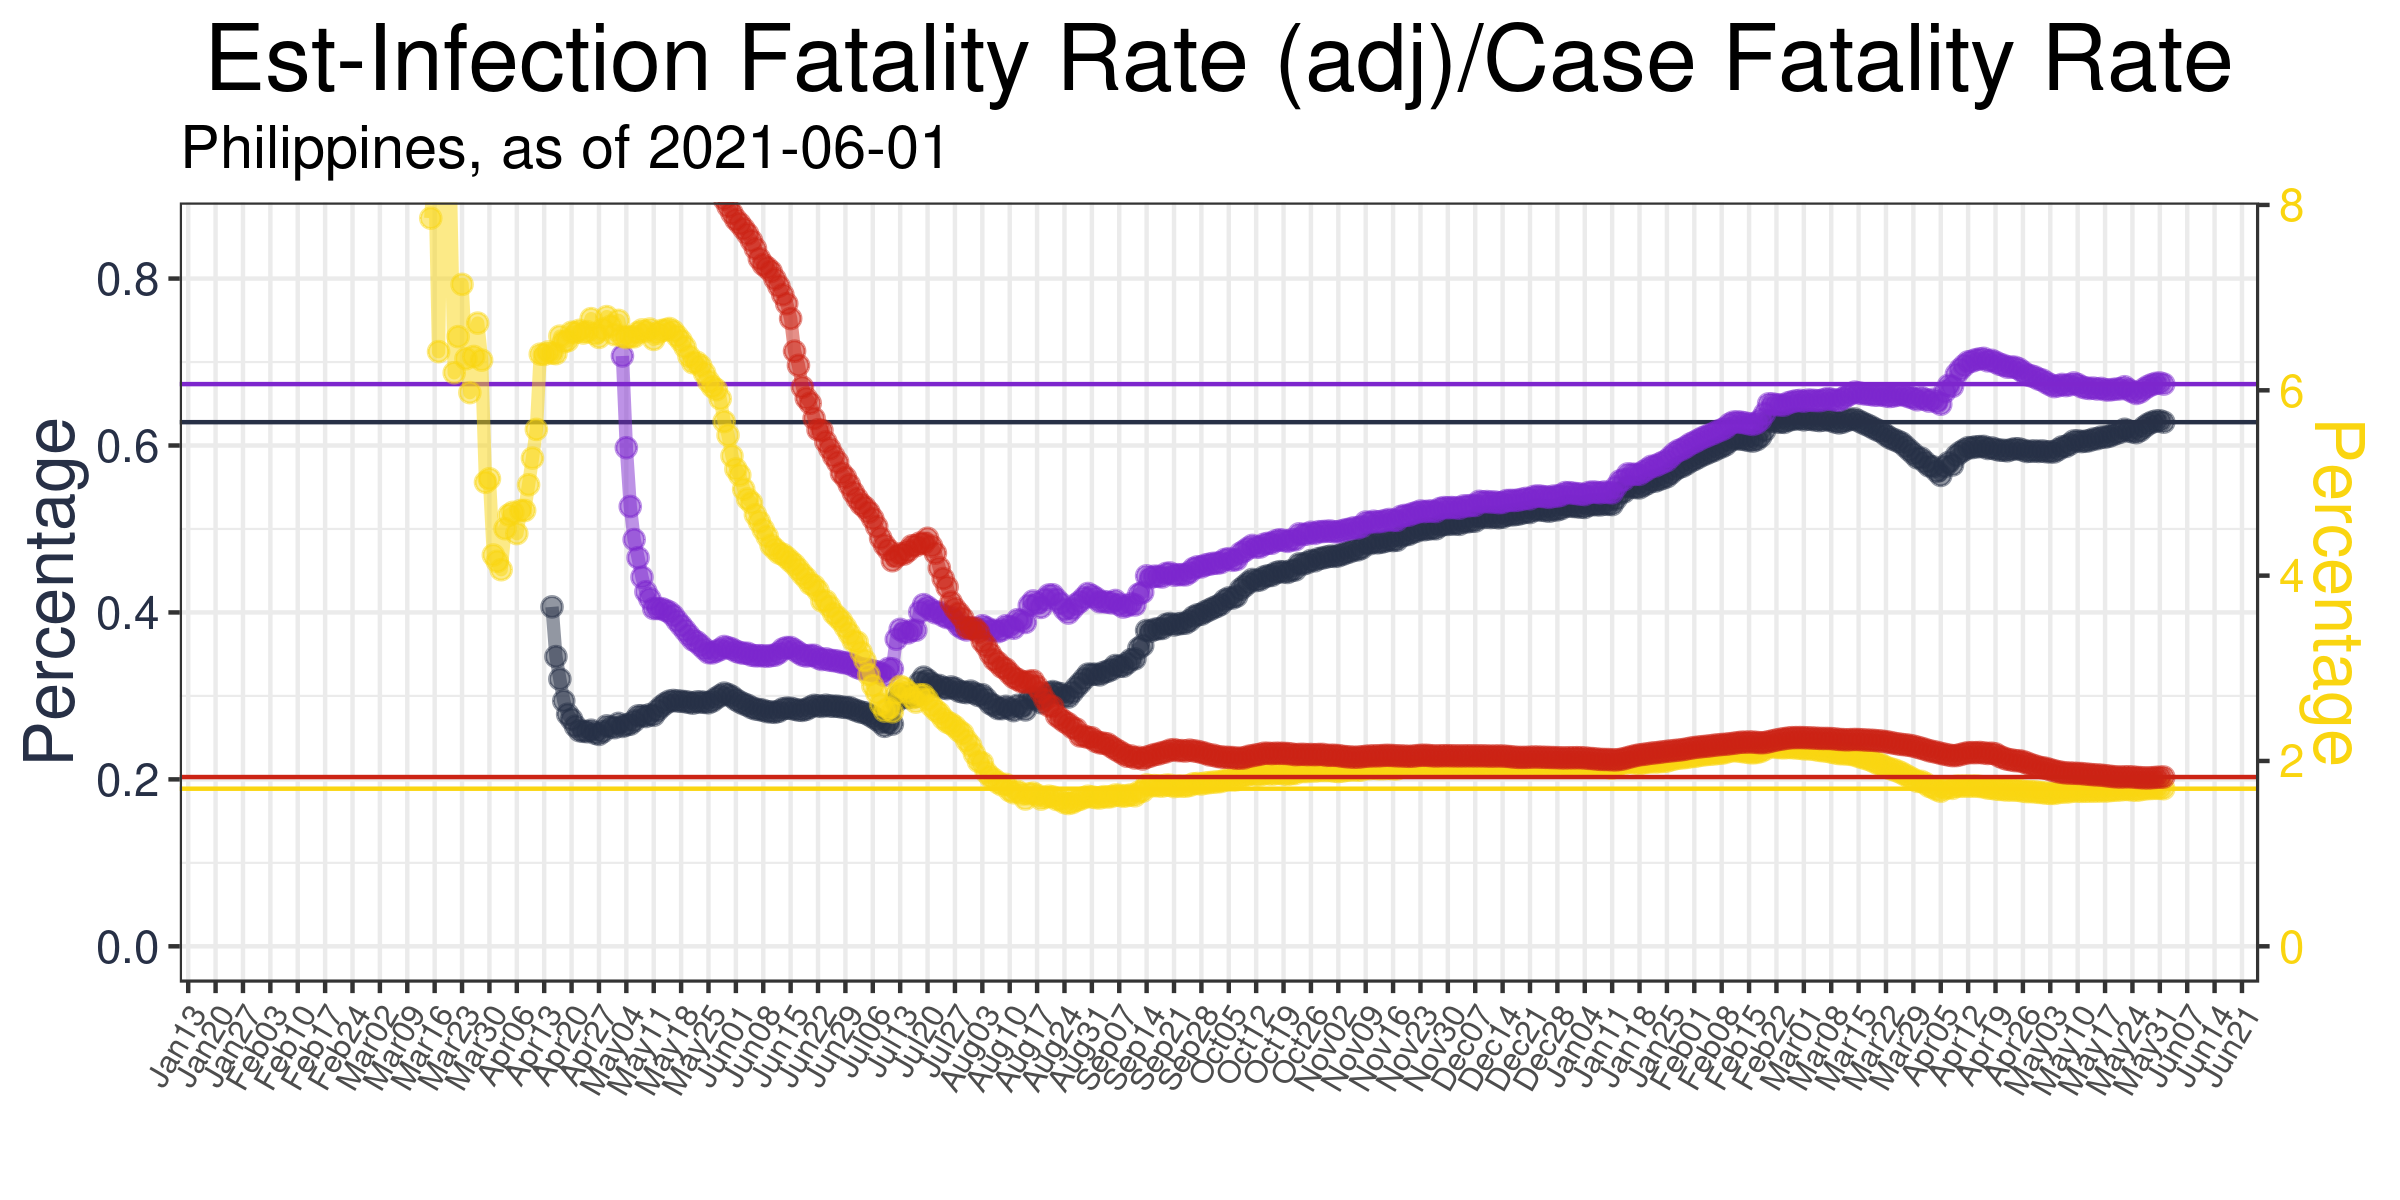 Est-Infection Fatality Rate (adj)/Case Fatality Rate
Philippines, as of 2021-06-01
Percentage
0.8
0.6
0.4
0.2
0.0
8
6
4
2
0
Percentage
Jan13
Jan20
Jan27
Feb03
Feb10
Feb17
Feb24
Mar02
Mar09
Mar16
Mar23
Mar30
Apr06
Apr13
Apr20
Apr27
May04
May11
May18
May25
Jun01
Jun08
Jun15
Jun22
Jun29
Jul06
Jul13
Jul20
Jul27
Aug03
Aug10
Aug17
Aug24
Aug31
Sep07
Sep14
Sep21
Sep28
Oct05
Oct12
Oct19
Oct26
Nov02
Nov09
Nov16
Nov23
Nov30
Dec07
Dec14
Dec21
Dec28
Jan04
Jan11
Jan18
Jan25
Feb01
Feb08
Feb15
Feb22
Mar01
Mar08
Mar15
Mar22
Mar29
Apr05
Apr12
Apr19
Apr26
May03
May10
May17
May24
May31
Jun07
Jun14
Jun21